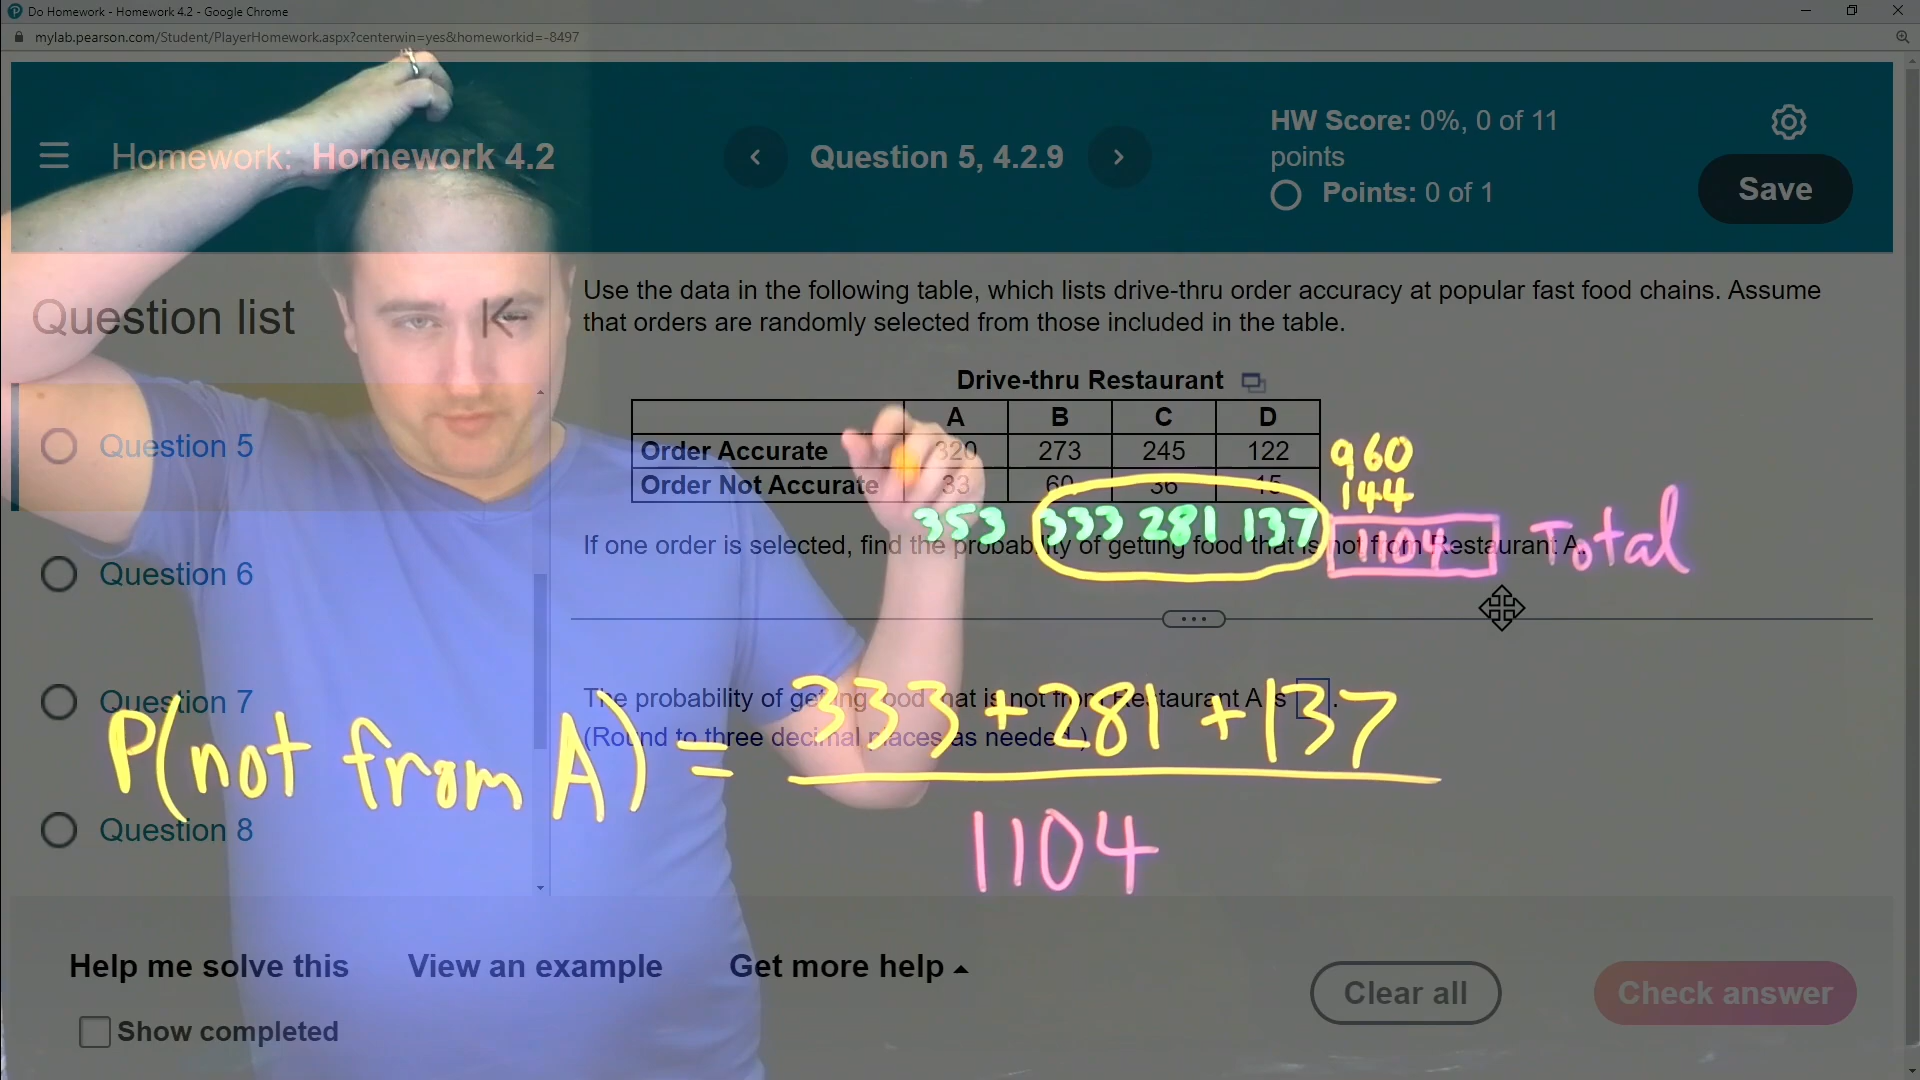 Do Homework - Homework 4.2 - Google Chrome
mylab.pearson.com/Student/PlayerHomework.aspx?centerwin=yes&homeworkid=-8497
Homework: Homework 4.2
Question 5, 4.2.9
HW Score: 0%, 0 of 11 points
Points: 0 of 1
Save
Question list
Question 5
Question 6
Question 7
Question 8
Use the data in the following table, which lists drive-thru order accuracy at popular fast food chains. Assume
that orders are randomly selected from those included in the table.
Drive-thru Restaurant
A B C D
Order Accurate 320 273 245 122 960
Order Not Accurate 33 60 36 15 144
353 333 281 137 1104 Total
If one order is selected, find the probability of getting food that is not from Restaurant A.
The probability of getting food that is not from Restaurant A is .
(Round to three decimal places as needed.)
P(not from A) = 333+281+137
1104
Help me solve this
View an example
Get more help
Clear all
Check answer
Show completed